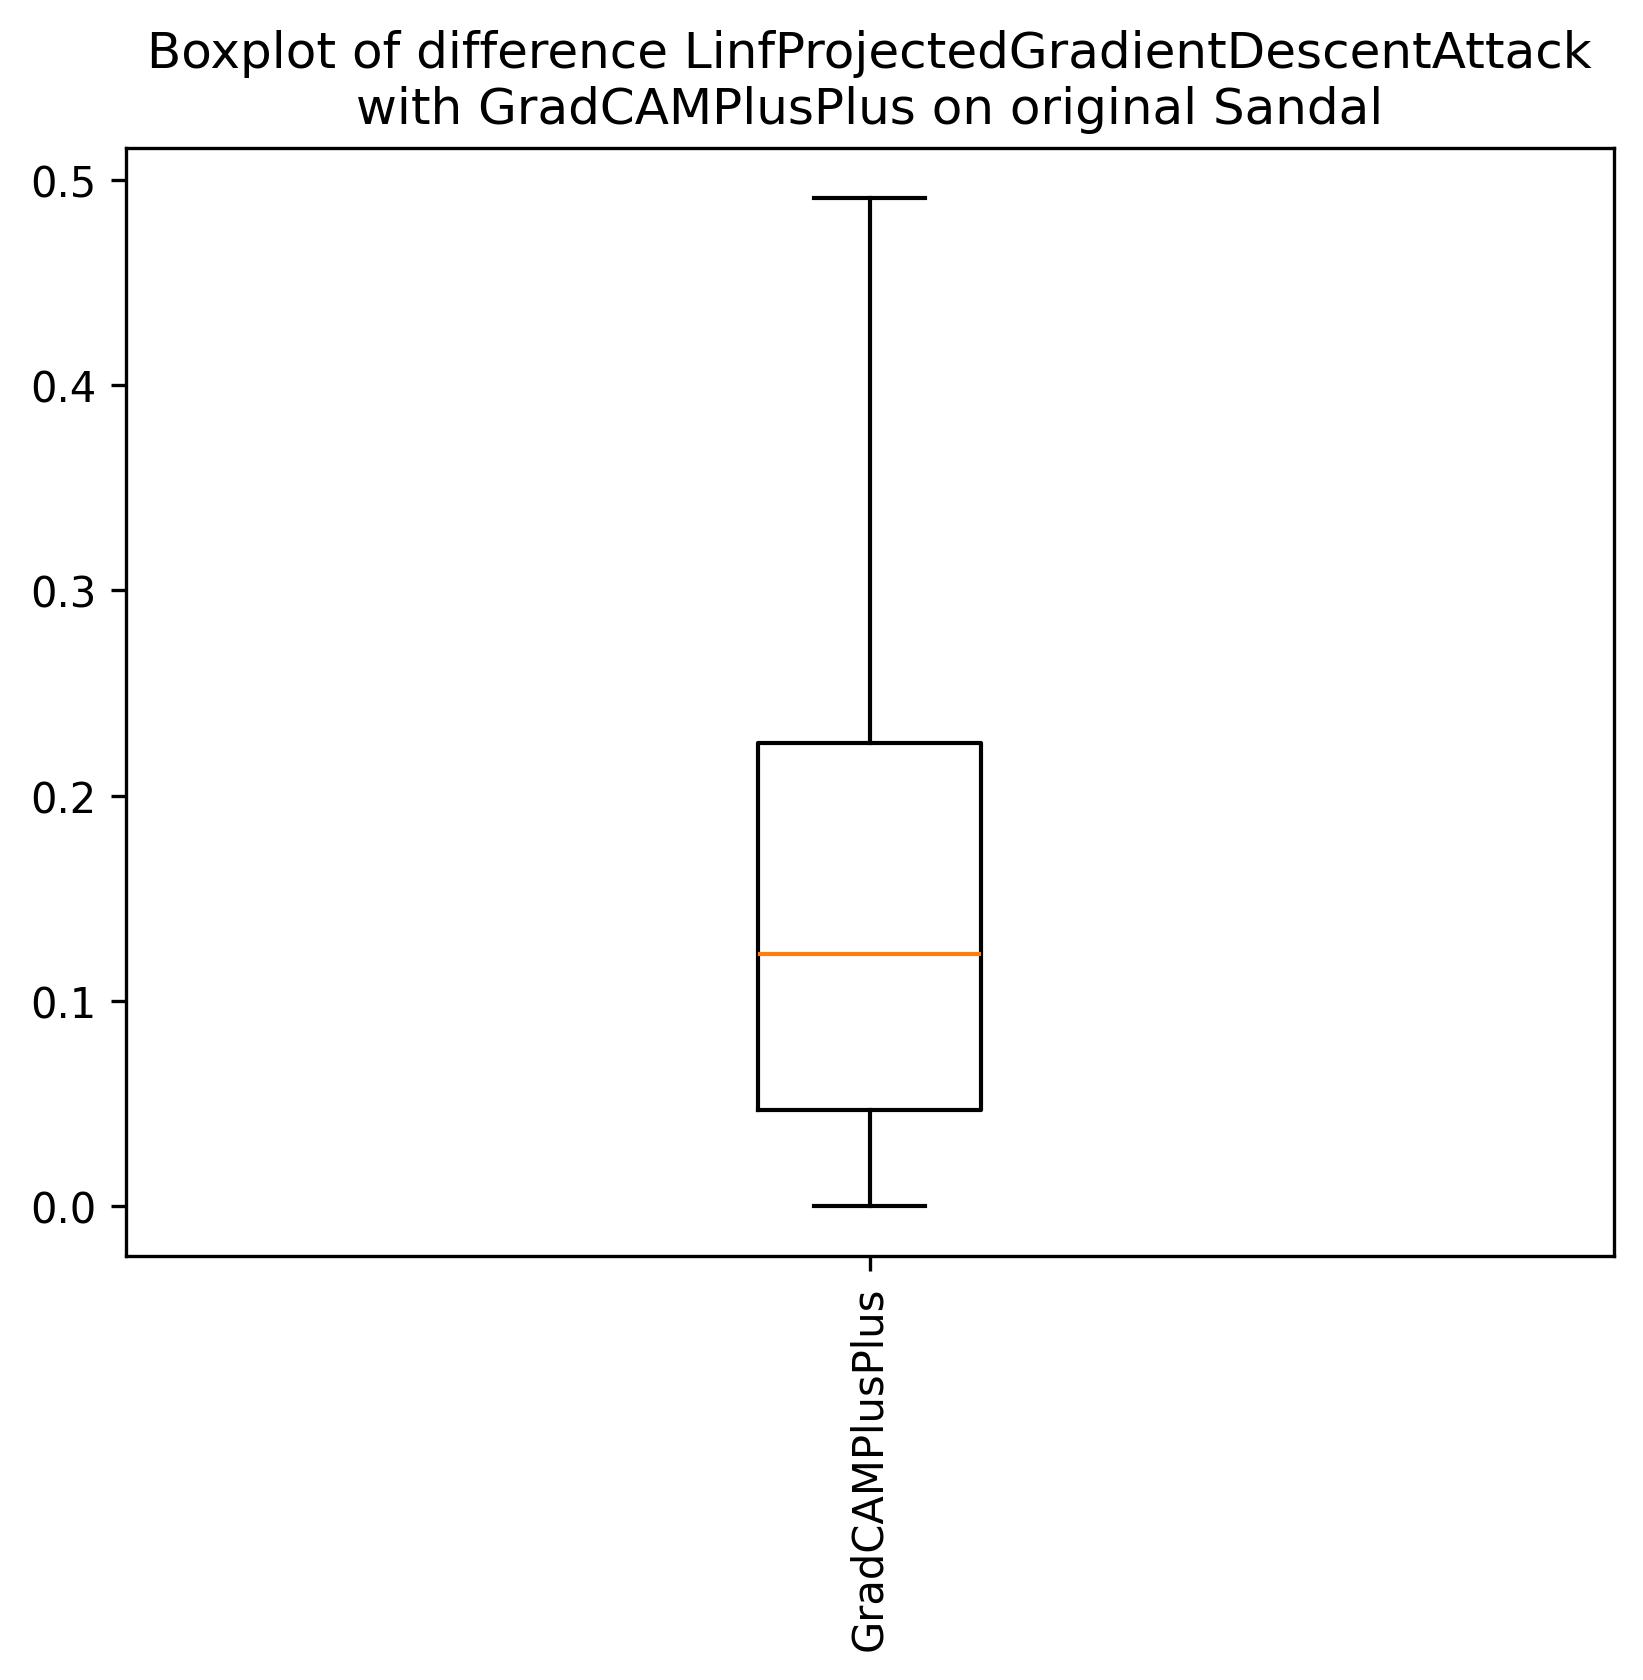 Boxplot of difference LinfProjectedGradientDescentAttack
with GradCAMPlusPlus on original Sandal
0.5
0.4
0.3
0.2
0.1
0.0
GradCAMPlusPlus